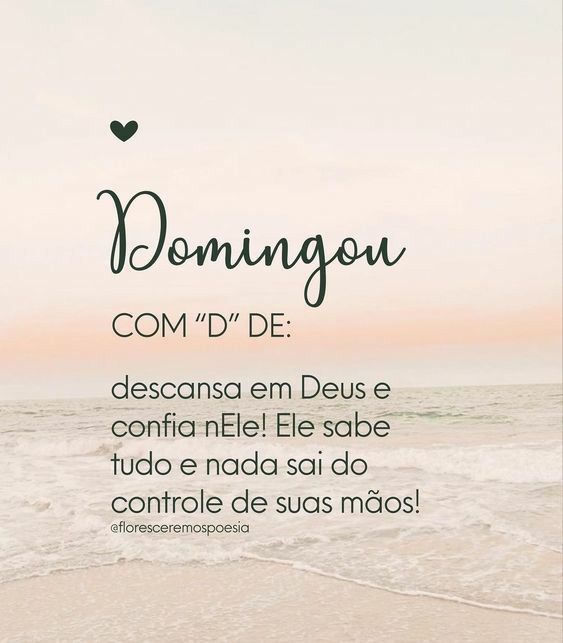 Domingou
COM "D" DE:
descansa em Deus e
confia nEle! Ele sabe
tudo e nada sai do
controle de suas mãos!
@floresceremospoesia